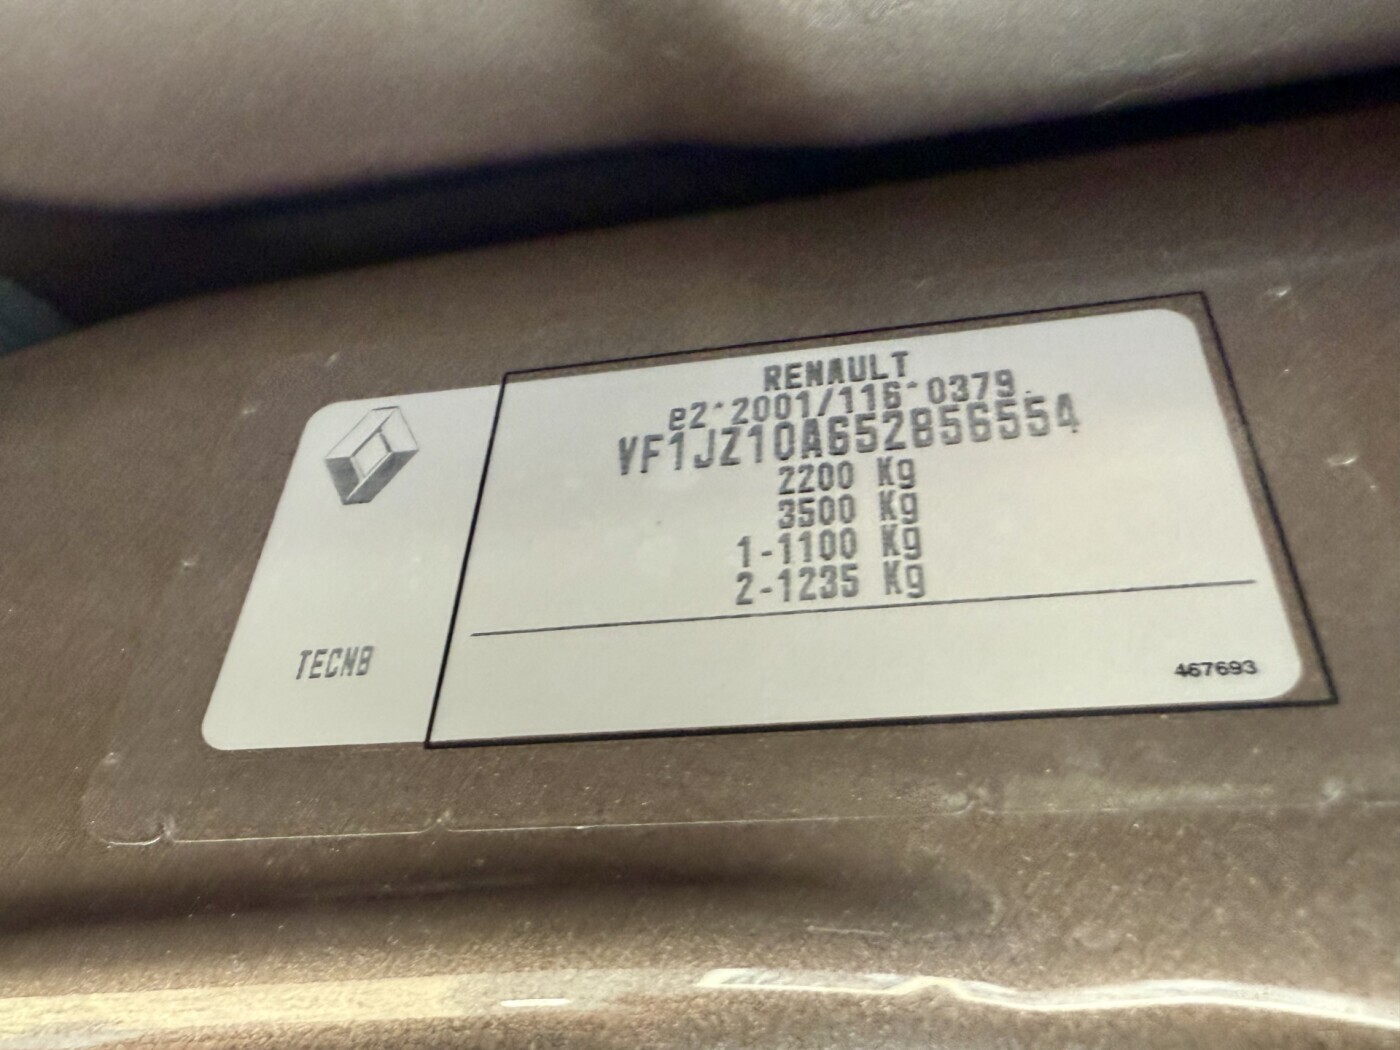 RENAULT
e2*2001/116*0379.
VF1JZ10A652856554
2200 Kg
3500 Kg
1-1100 Kg
2-1235 Kg
TECNB
467693